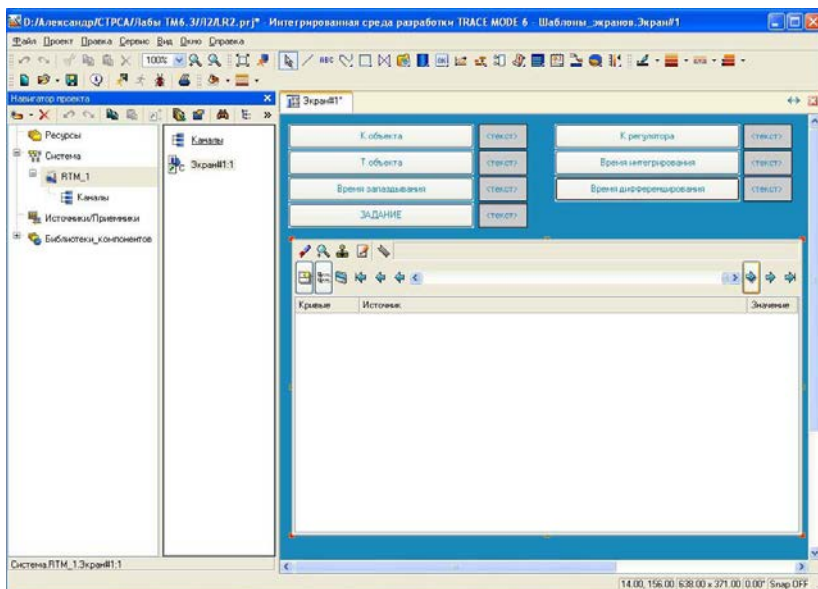 D:/Александр/СТРСА/Лабы ТМ6.3/Л2/LR2.prj* - Интегрированная среда разработки TRACE MODE 6 - Шаблоны_экранов.Экран#1
Файл Проект Правка Сервис Вид Окно Справка
100%
ABC
Навигатор проекта
Экран#1*
Ресурсы
Система
RTM_1
Каналы
Источники/Приемники
Библиотеки_компонентов
Каналы
Экран#1:1
К объекта
<текст>
К регулятора
<текст>
Т объекта
<текст>
Время интегрирования
<текст>
Время запаздывания
<текст>
Время дифференцирования
<текст>
ЗАДАНИЕ
<текст>
Кривые
Источник
Значение
Система.RTM_1.Экран#1:1
14.00, 156.00 638.00 x 371.00 0.00° Snap OFF